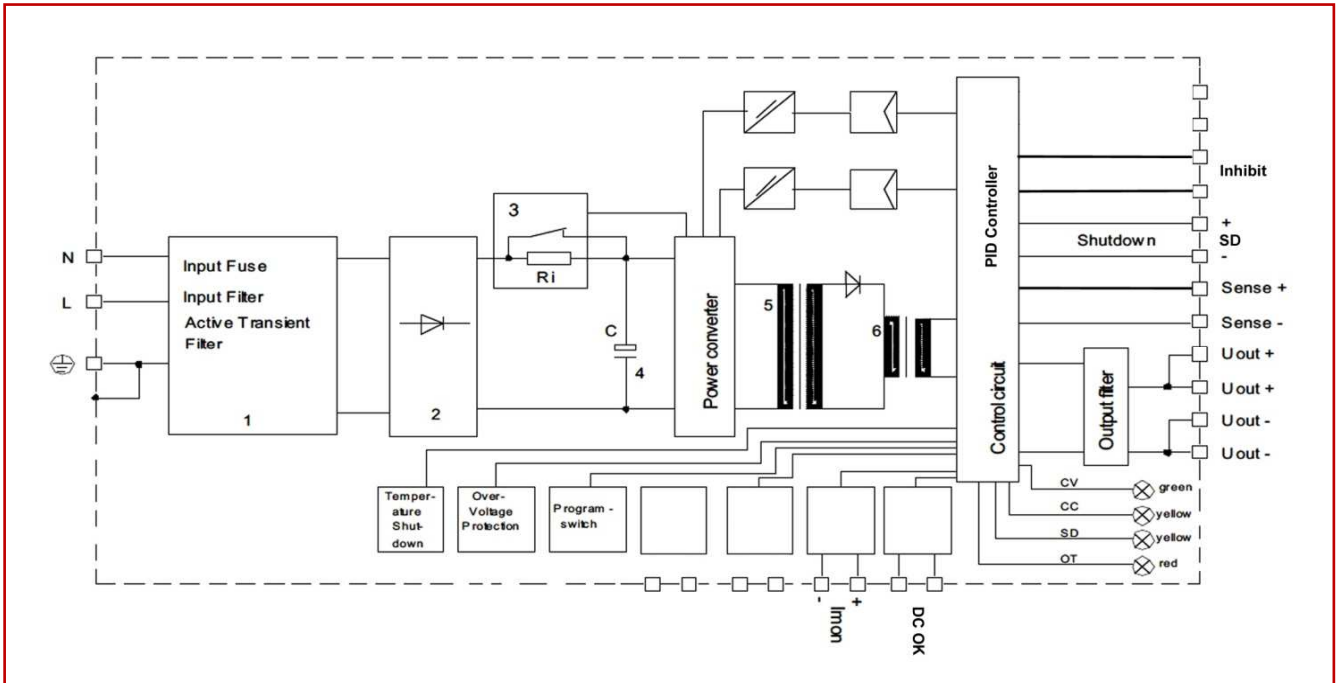 N
L
Input Fuse
Input Filter
Active Transient
Filter
1
2
3
Ri
C
4
Power converter
5
6
PID Controller
Control circuit
Inhibit
+
Shutdown
SD
-
Sense +
Sense -
Uout +
Uout +
Uout -
Uout -
Output filter
CV
green
CC
yellow
SD
yellow
OT
red
Temper-
ature
Shut-
down
Over-
Voltage
Protection
Program -
switch
-
+
Imon
DC OK